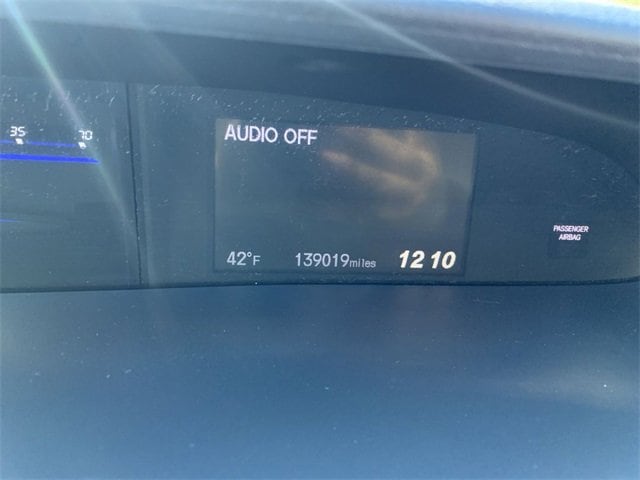 35 70
AUDIO OFF
42°F 139019miles 12 10
PASSENGER
AIRBAG